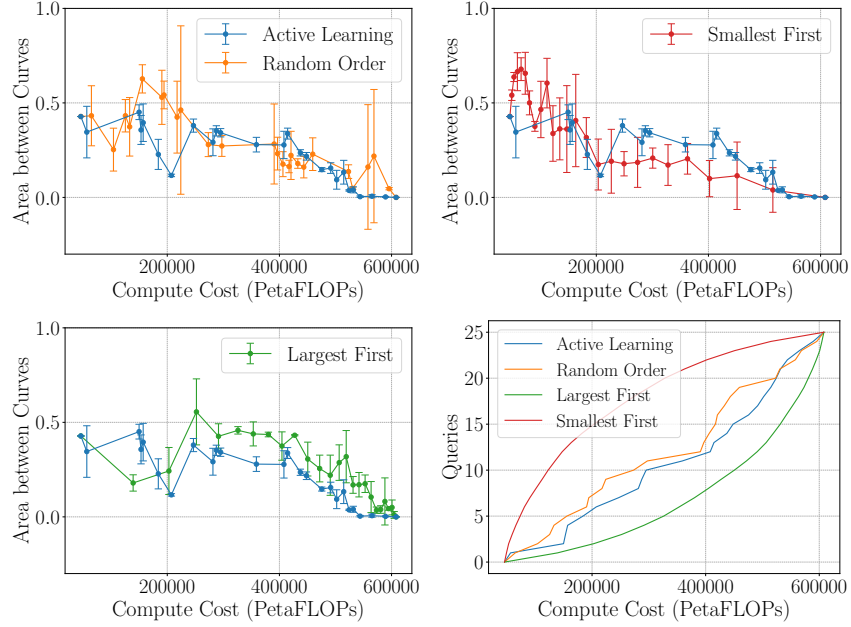 1.0
0.5
0.0
Area between Curves
Active Learning
Random Order
200000 400000 600000
Compute Cost (PetaFLOPs)
1.0
0.5
0.0
Area between Curves
Smallest First
200000 400000 600000
Compute Cost (PetaFLOPs)
1.0
0.5
0.0
Area between Curves
Largest First
200000 400000 600000
Compute Cost (PetaFLOPs)
25
20
15
10
5
0
Queries
Active Learning
Random Order
Largest First
Smallest First
200000 400000 600000
Compute Cost (PetaFLOPs)